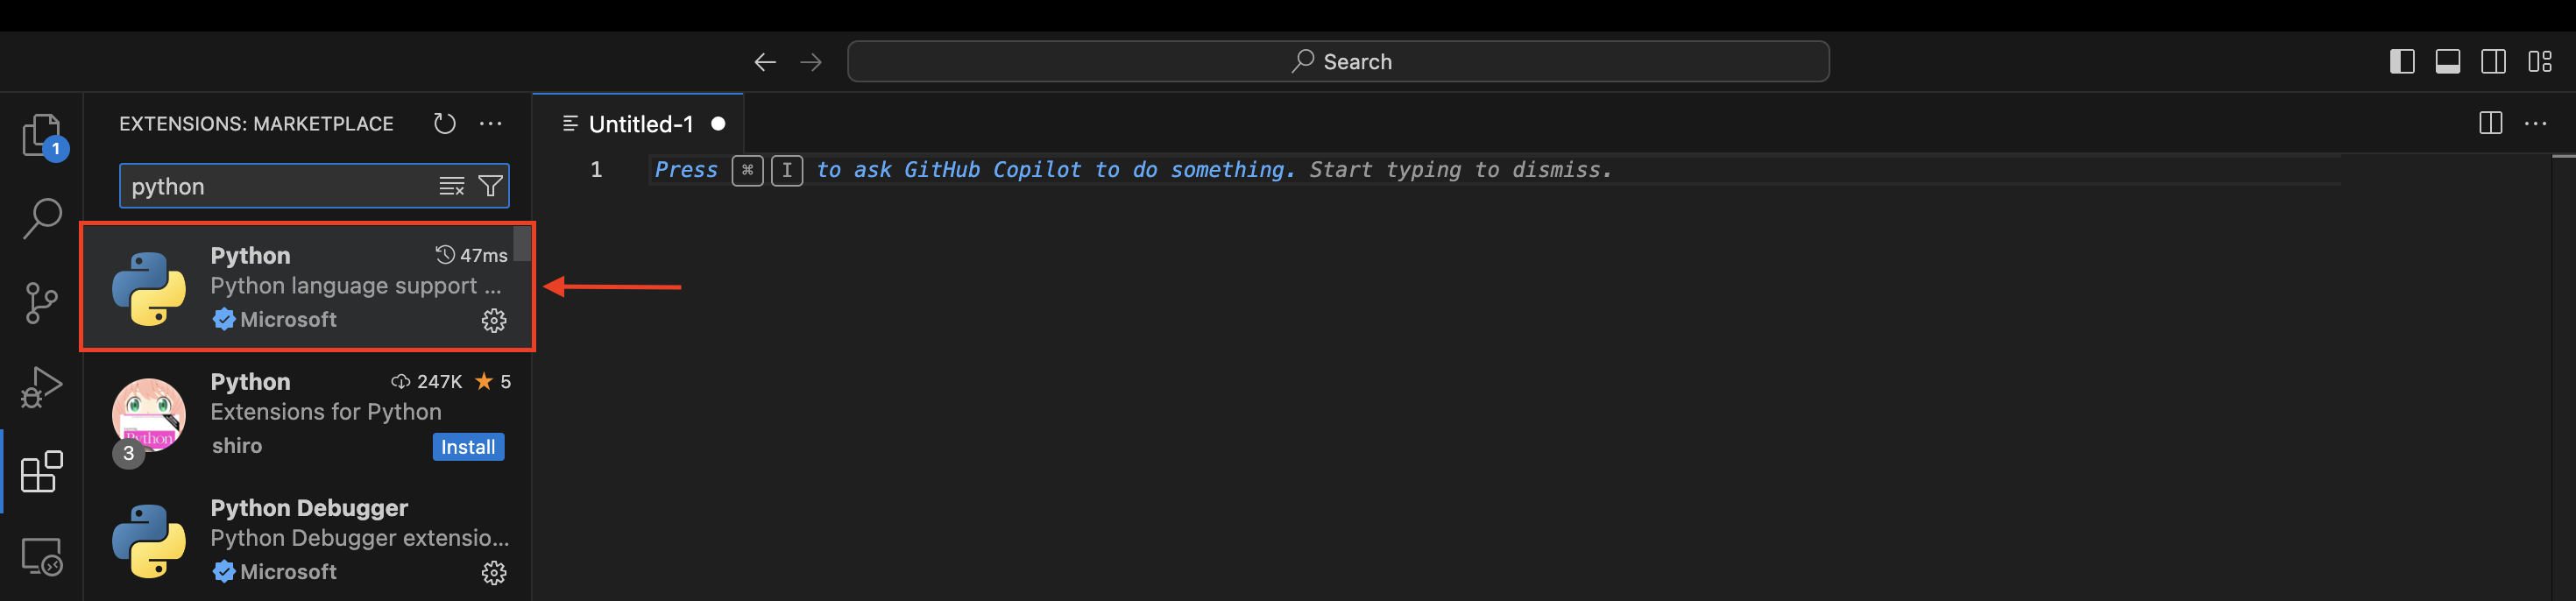 Search
EXTENSIONS: MARKETPLACE
Untitled-1
1
python
1 Press ⌘ I to ask GitHub Copilot to do something. Start typing to dismiss.
Python 47ms
Python language support ...
Microsoft
Python 247K ★ 5
Extensions for Python
Python
3
shiro Install
Python Debugger
Python Debugger extensio...
Microsoft